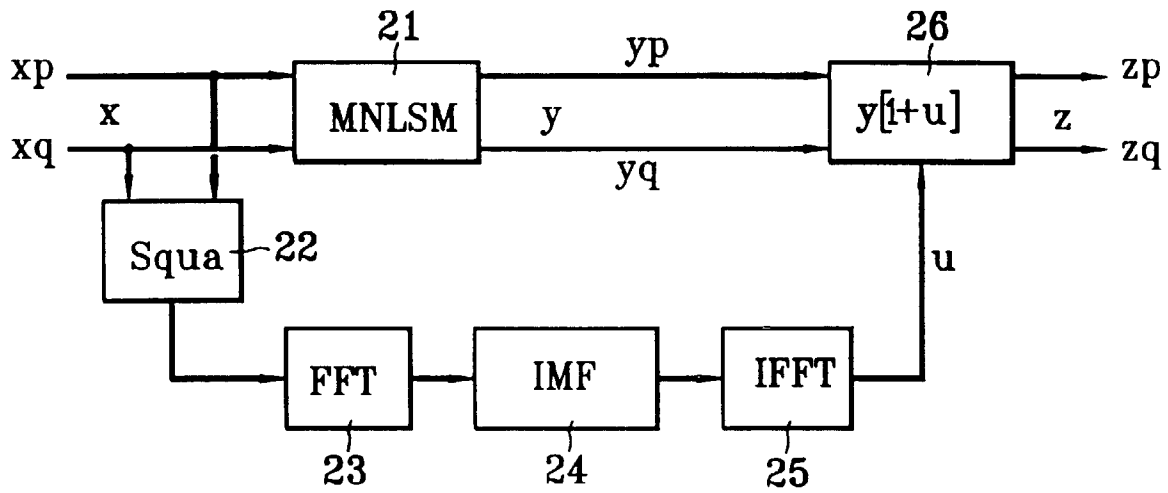 21
26
xp
yp
zp
x
MNLSM
y
y[1+u]
z
xq
yq
zq
Squa
22
u
FFT
IMF
IFFT
23
24
25